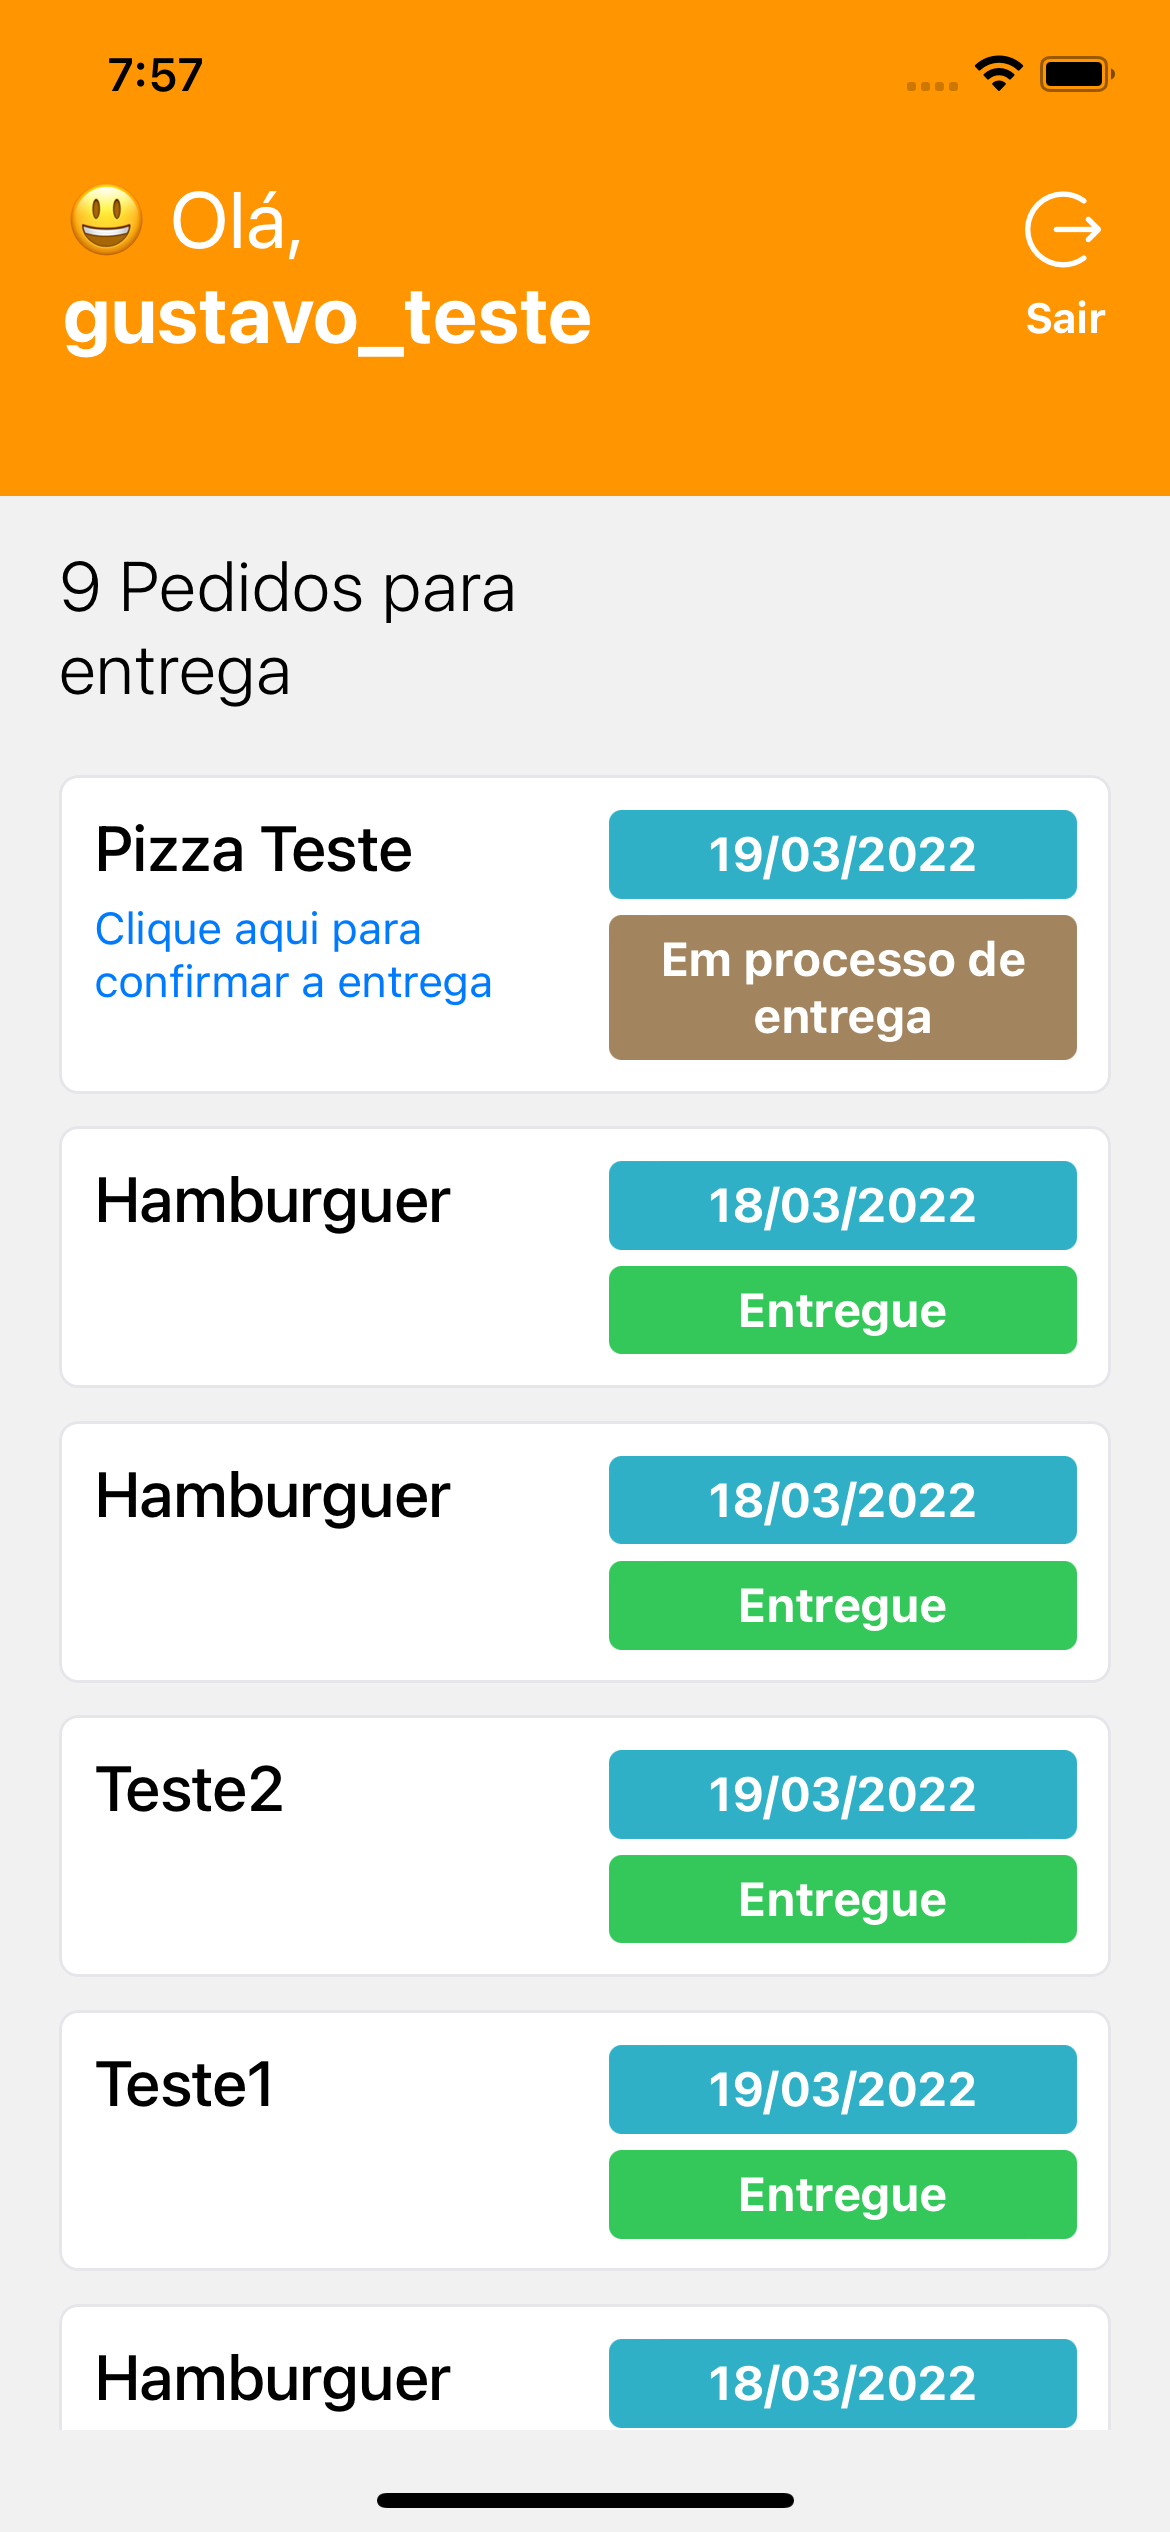 7:57
😃 Olá,
gustavo_teste
Sair
9 Pedidos para
entrega
Pizza Teste
Clique aqui para
confirmar a entrega
19/03/2022
Em processo de
entrega
Hamburguer
18/03/2022
Entregue
Hamburguer
18/03/2022
Entregue
Teste2
19/03/2022
Entregue
Teste1
19/03/2022
Entregue
Hamburguer
18/03/2022